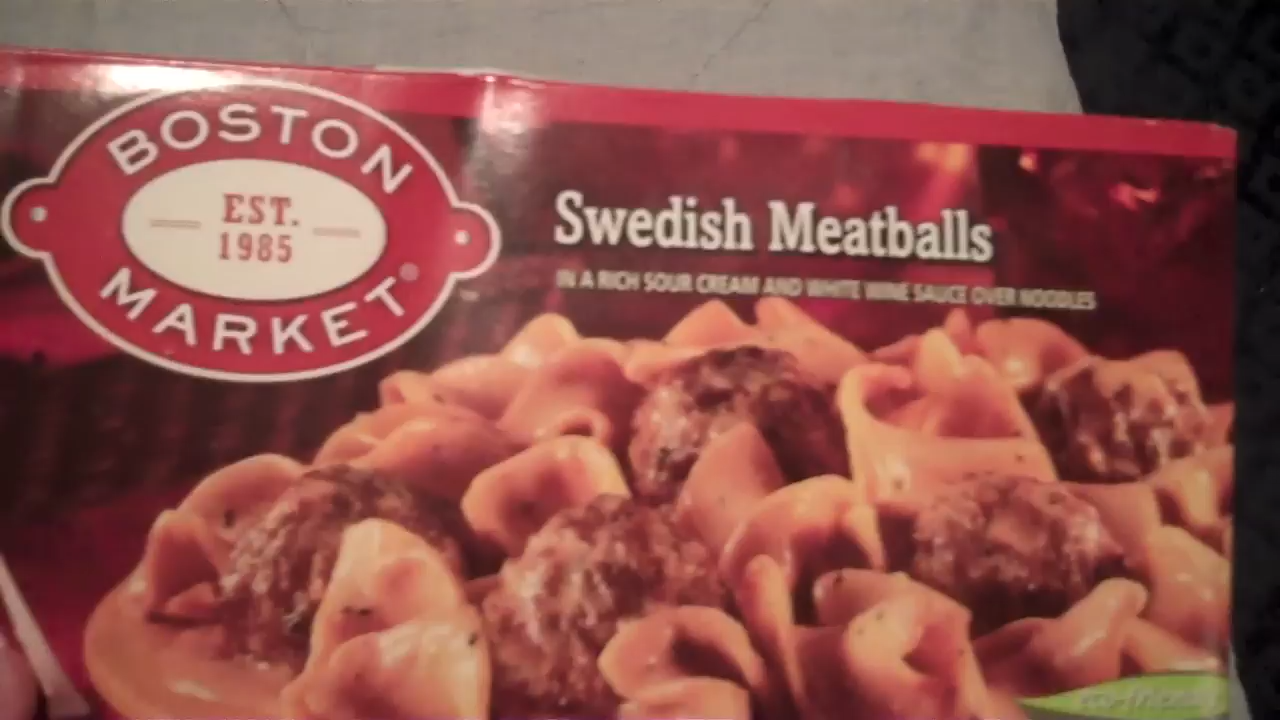 BOSTON
EST.
1985
MARKET®
Swedish Meatballs
IN A RICH SOUR CREAM AND WHITE WINE SAUCE OVER NOODLES